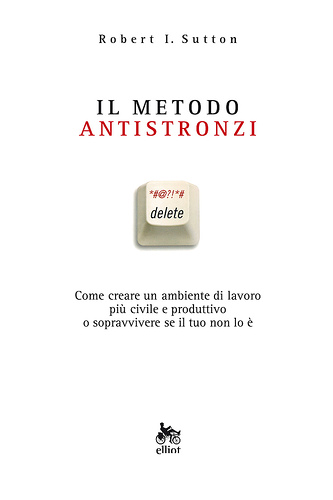 Robert I. Sutton
IL METODO
ANTISTRONZI
*#@?!*#
delete
Come creare un ambiente di lavoro
più civile e produttivo
o sopravvivere se il tuo non lo è
elliot